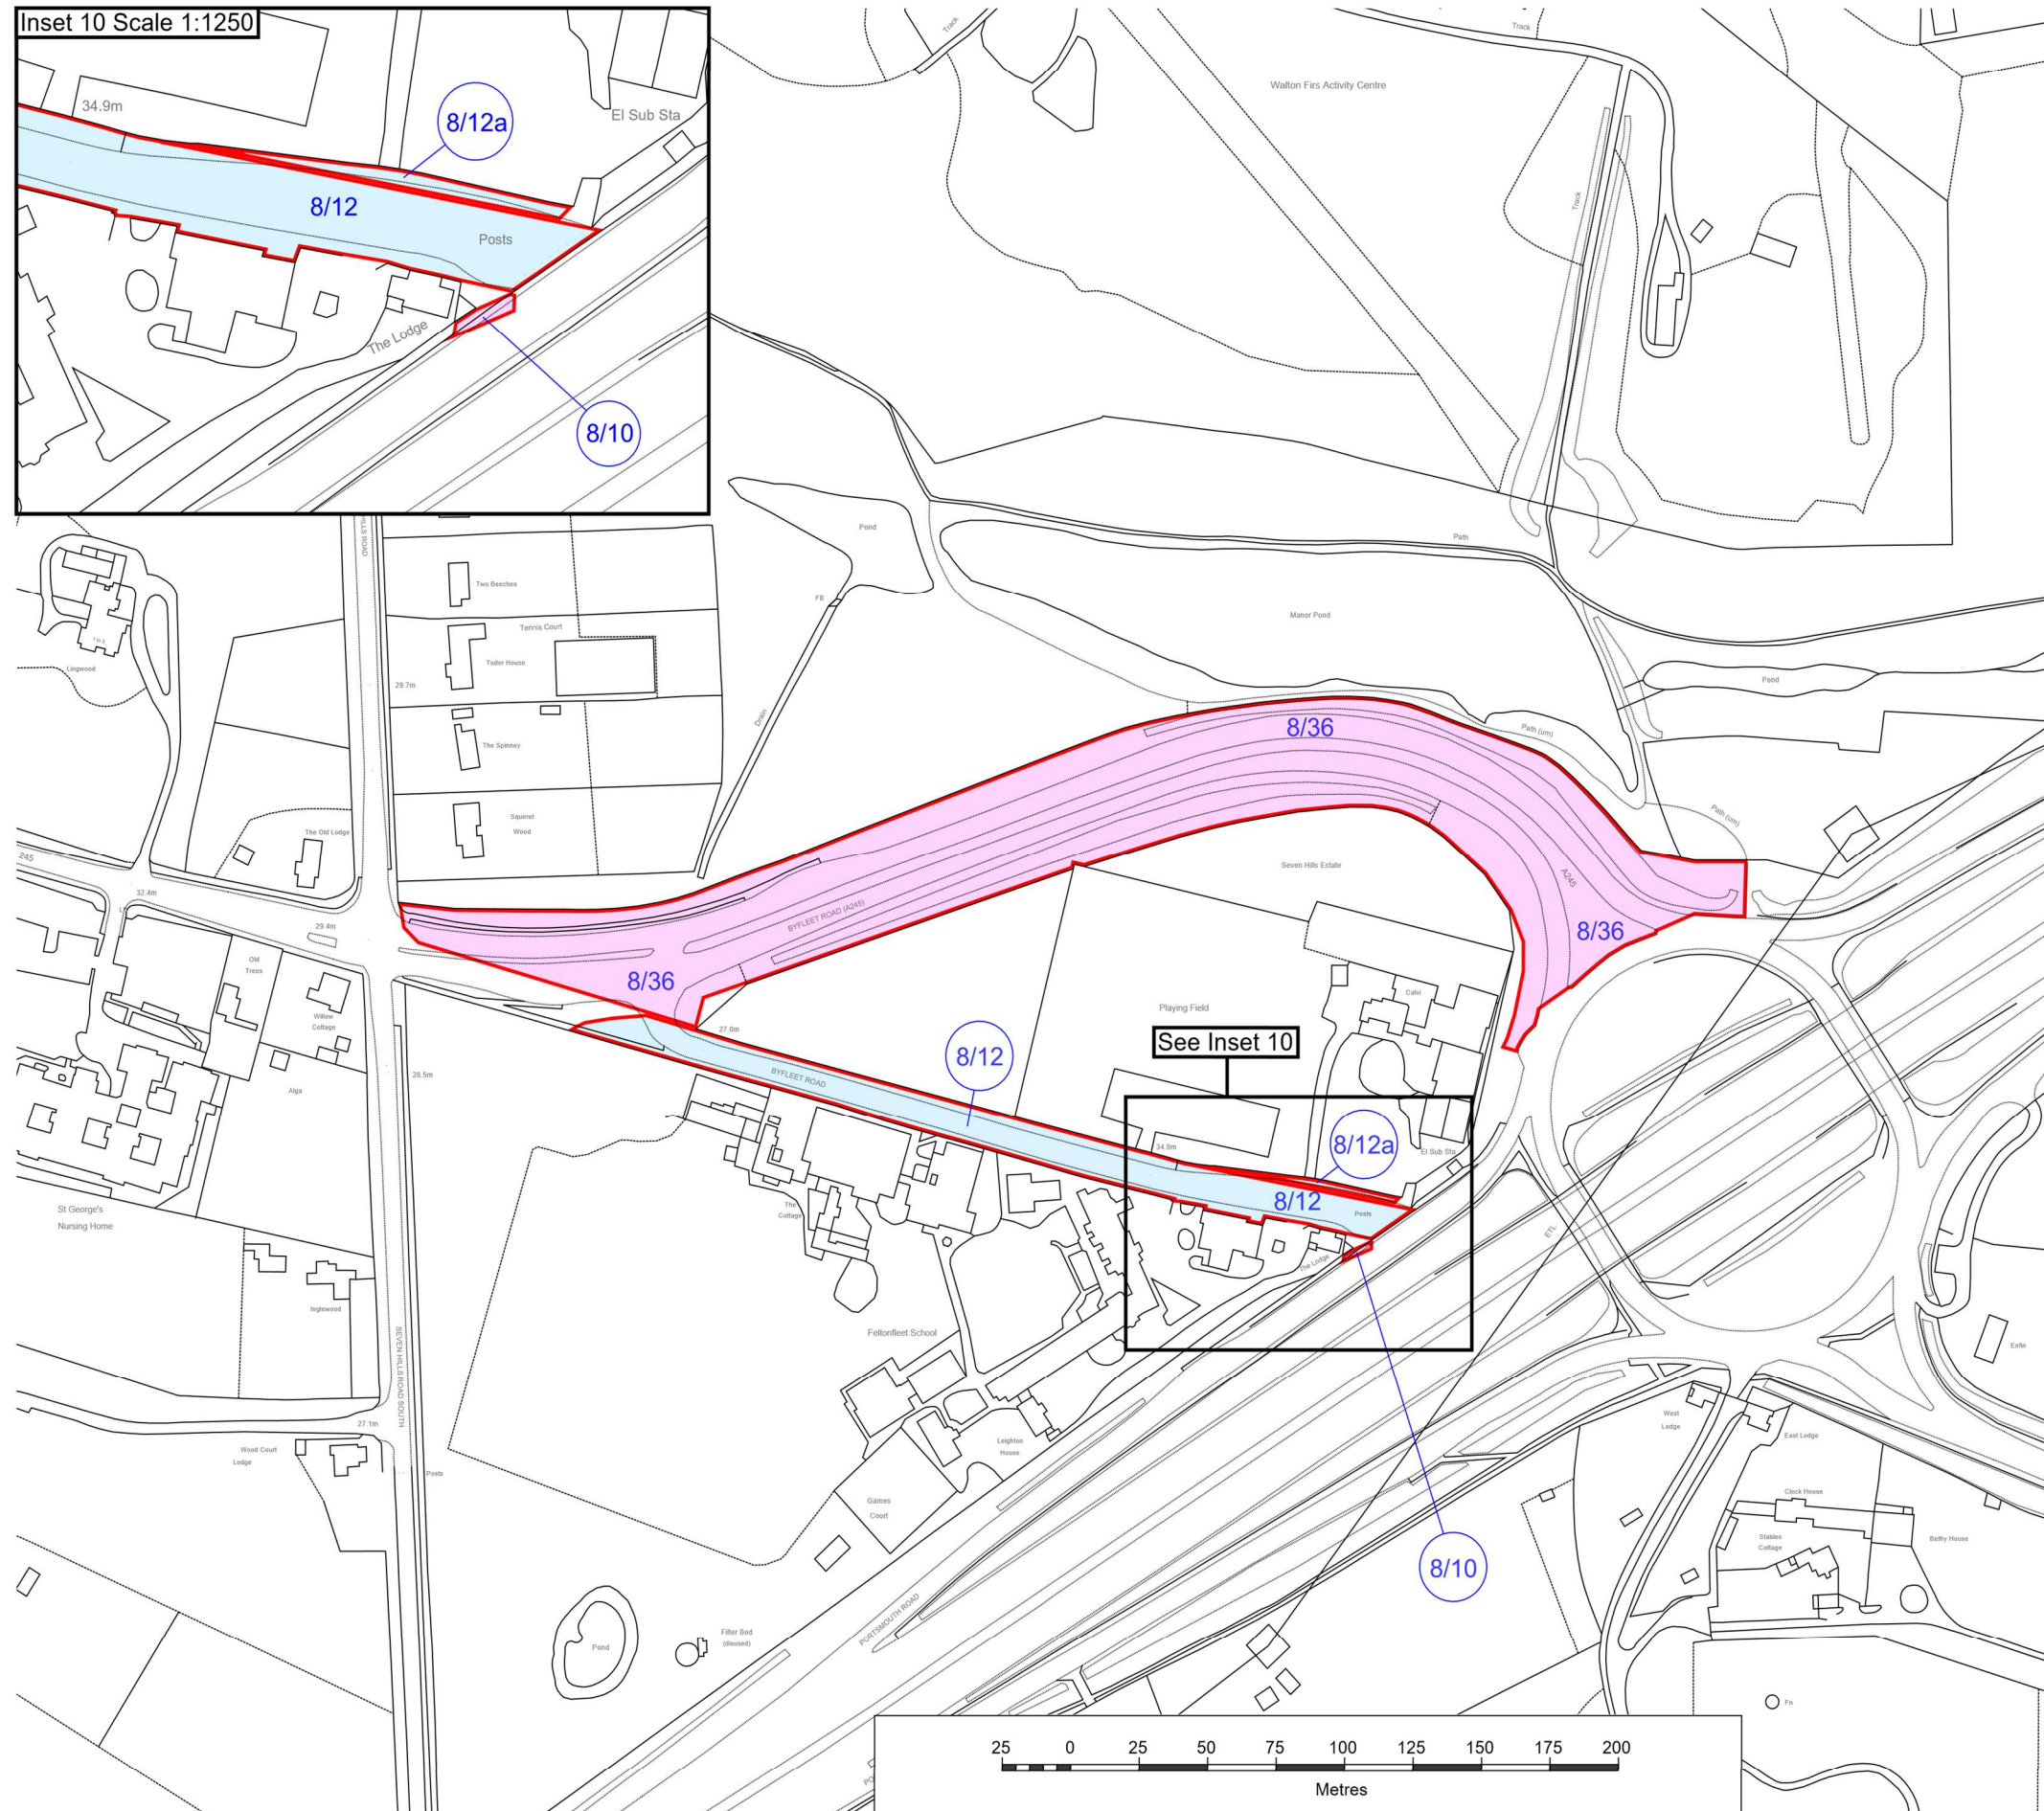 Inset 10 Scale 1:1250
34.9m
8/12a
El Sub Sta
8/12
Posts
The Lodge
8/10
Track
Track
Walton Firs Activity Centre
Track
HILLS ROAD
Pond
Path
Two Beeches
FB
Tennis Court
Manor Pond
1 to 3
Tudor House
Lingwood
29.7m
Pond
Drain
8/36
Path (um)
The Spinney
Squirrel
Wood
Path (um)
The Old Lodge
245
Seven Hills Estate
A245
32.4m
BYFLEET ROAD (A245)
29.4m
8/36
Old
Trees
8/36
Calvi
Willow
Cottage
Playing Field
27.0m
See Inset 10
8/12
28.5m
BYFLEET ROAD
Alga
34.9m
8/12a
El Sub Sta
8/12
The
Cottage
Posts
St George's
Nursing Home
ETL
The Lodge
Inglewood
Feltonfleet School
Enfin
SEVEN HILLS ROAD SOUTH
27.1m
West
Lodge
East Lodge
Wood Court
Lodge
Leighton
House
Posts
Clock House
Games
Court
Stables
Cottage
Belfry House
8/10
PORTSMOUTH ROAD
Filter Bed
(disused)
Pond
Fn
25 0 25 50 75 100 125 150 175 200
Metres
PO